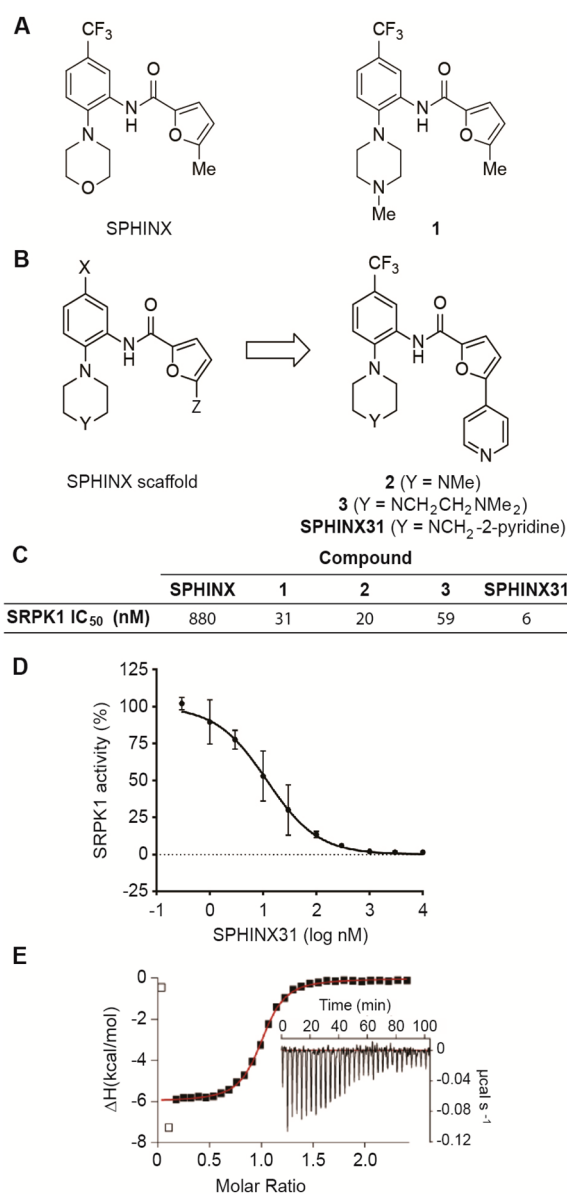 A
CF₃
O
N
H
O
N
O
Me
SPHINX
CF₃
O
N
H
O
N
N
Me
Me
1
B
X
O
N
H
O
N
Y
Z
SPHINX scaffold
CF₃
O
N
H
O
N
Y
N
2 (Y = NMe)
3 (Y = NCH₂CH₂NMe₂)
SPHINX31 (Y = NCH₂-2-pyridine)
C
Compound
SPHINX 1 2 3 SPHINX31
SRPK1 IC₅₀ (nM) 880 31 20 59 6
D
SRPK1 activity (%)
125
100
75
50
25
0
-25
-1 0 1 2 3 4
SPHINX31 (log nM)
E
ΔH(kcal/mol)
0
-2
-4
-6
-8
0 0.5 1.0 1.5 2.0
Molar Ratio
Time (min)
0 20 40 60 80 100
0
-0.04
-0.08
-0.12
µcal s⁻¹